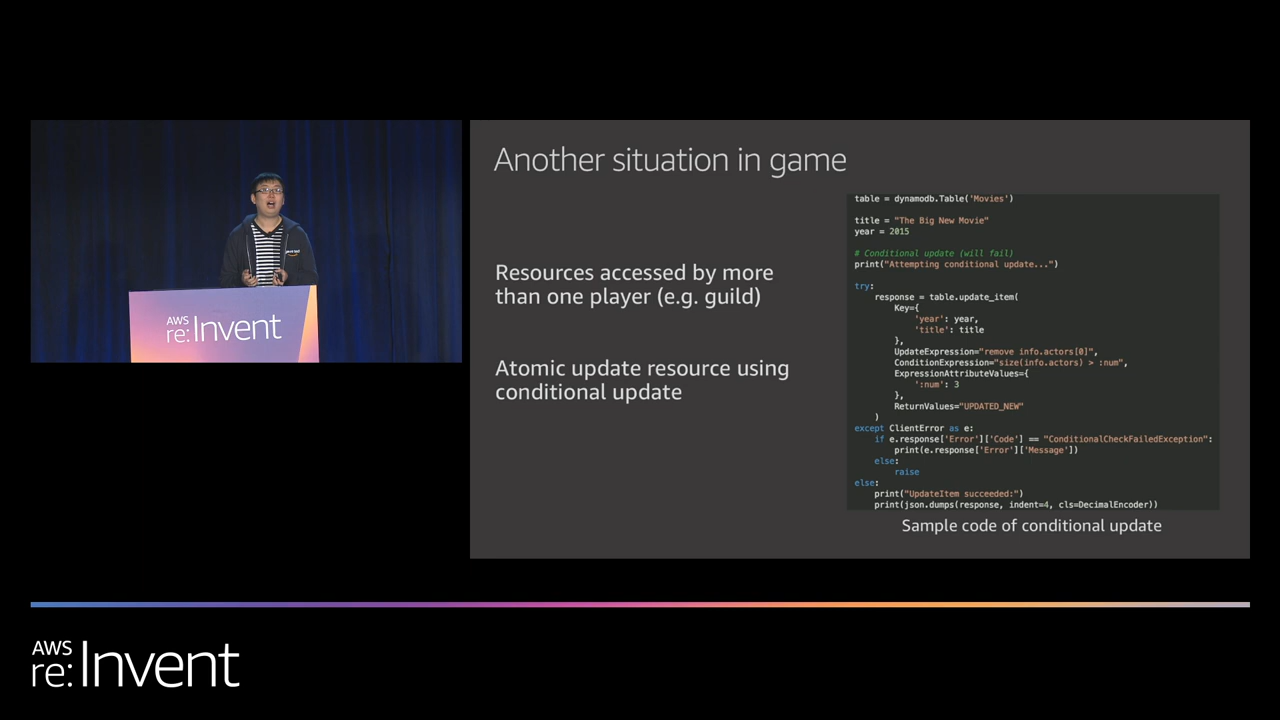 AWS
re:Invent
Another situation in game
Resources accessed by more
than one player (e.g. guild)
Atomic update resource using
conditional update
table = dynamodb.Table('Movies')
title = "The Big New Movie"
year = 2015
# Conditional update (will fail)
print("Attempting conditional update...")
try:
    response = table.update_item(
        Key={
            'year': year,
            'title': title
        },
        UpdateExpression="remove info.actors[0]",
        ConditionExpression="size(info.actors) > :num",
        ExpressionAttributeValues={
            ':num': 3
        },
        ReturnValues="UPDATED_NEW"
    )
except ClientError as e:
    if e.response['Error']['Code'] == "ConditionalCheckFailedException":
        print(e.response['Error']['Message'])
    else:
        raise
else:
    print("UpdateItem succeeded:")
    print(json.dumps(response, indent=4, cls=DecimalEncoder))
Sample code of conditional update
AWS
re:Invent